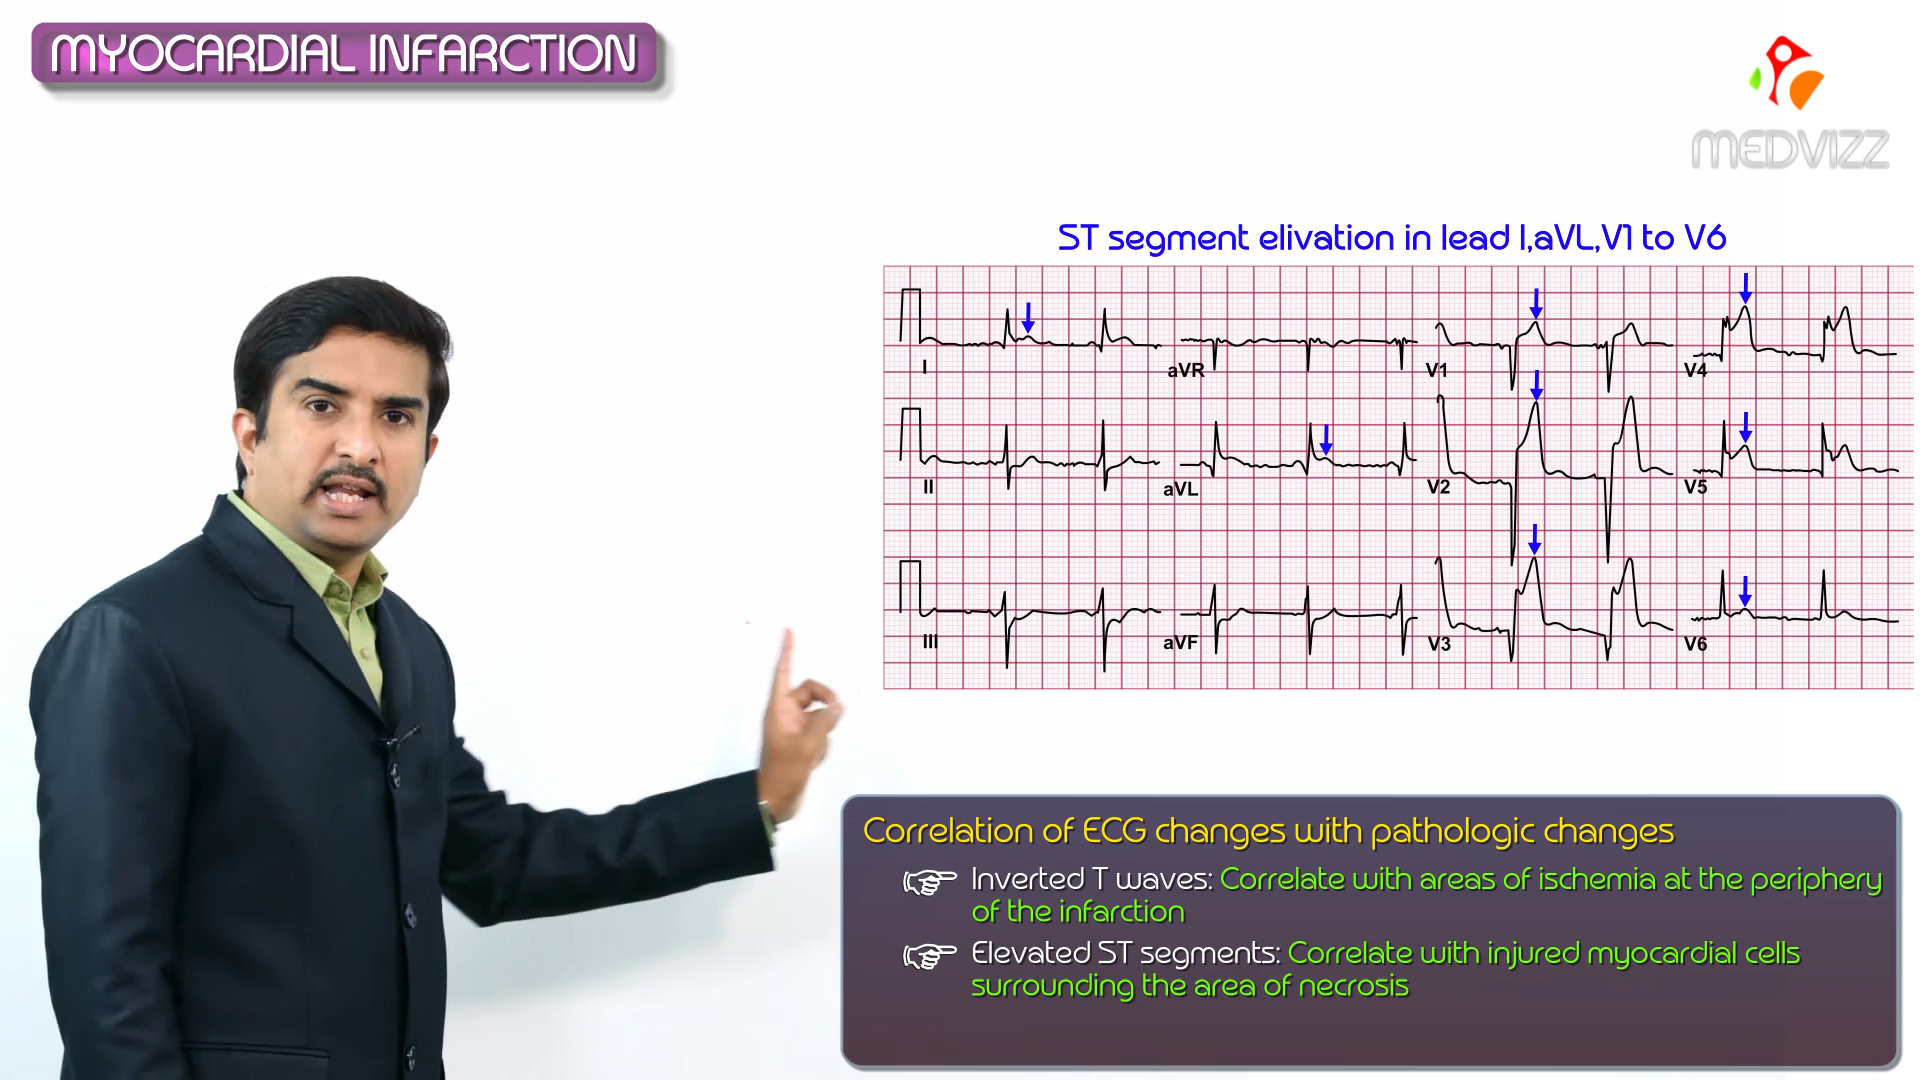 MYOCARDIAL INFARCTION
MEDVIZZ
ST segment elivation in lead I,aVL,V1 to V6
I
aVR
V1
V4
II
aVL
V2
V5
III
aVF
V3
V6
Correlation of ECG changes with pathologic changes
Inverted T waves: Correlate with areas of ischemia at the periphery
of the infarction
Elevated ST segments: Correlate with injured myocardial cells
surrounding the area of necrosis